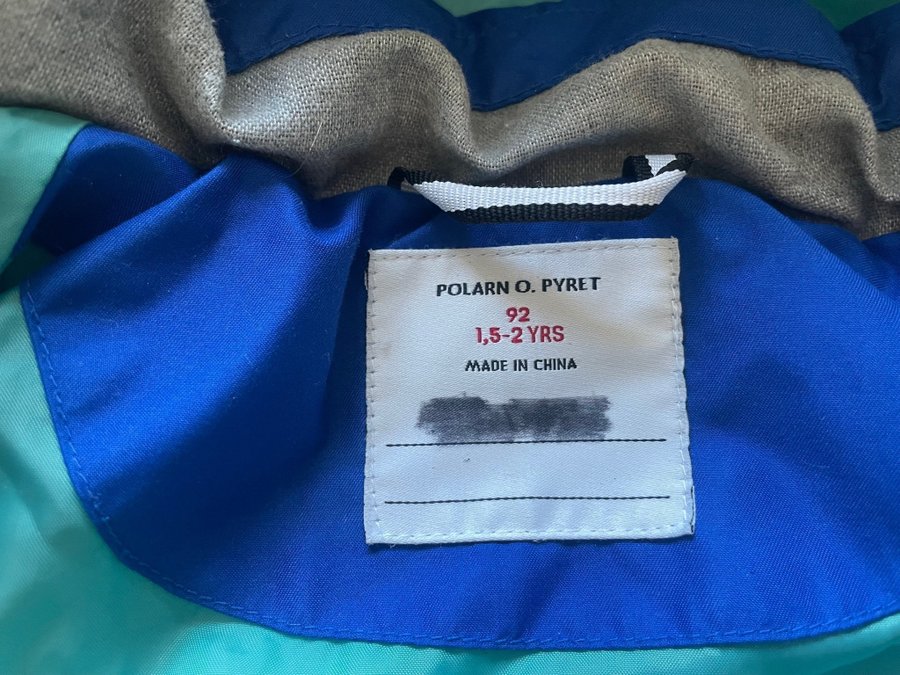 POLARN O. PYRET
92
1,5-2 YRS
MADE IN CHINA